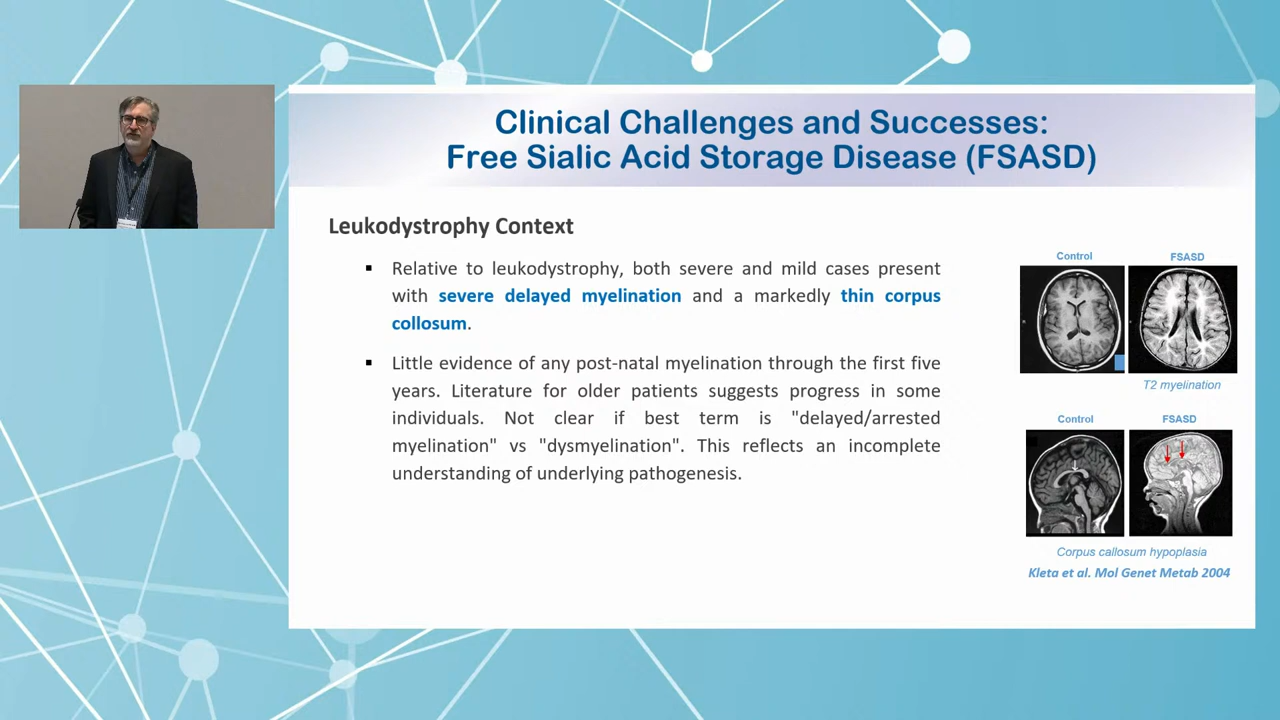 Clinical Challenges and Successes:
Free Sialic Acid Storage Disease (FSASD)
Leukodystrophy Context
▪ Relative to leukodystrophy, both severe and mild cases present
with severe delayed myelination and a markedly thin corpus
collosum.
▪ Little evidence of any post-natal myelination through the first five
years. Literature for older patients suggests progress in some
individuals. Not clear if best term is "delayed/arrested
myelination" vs "dysmyelination". This reflects an incomplete
understanding of underlying pathogenesis.
Control
FSASD
T2 myelination
Control
FSASD
Corpus callosum hypoplasia
Kleta et al. Mol Genet Metab 2004